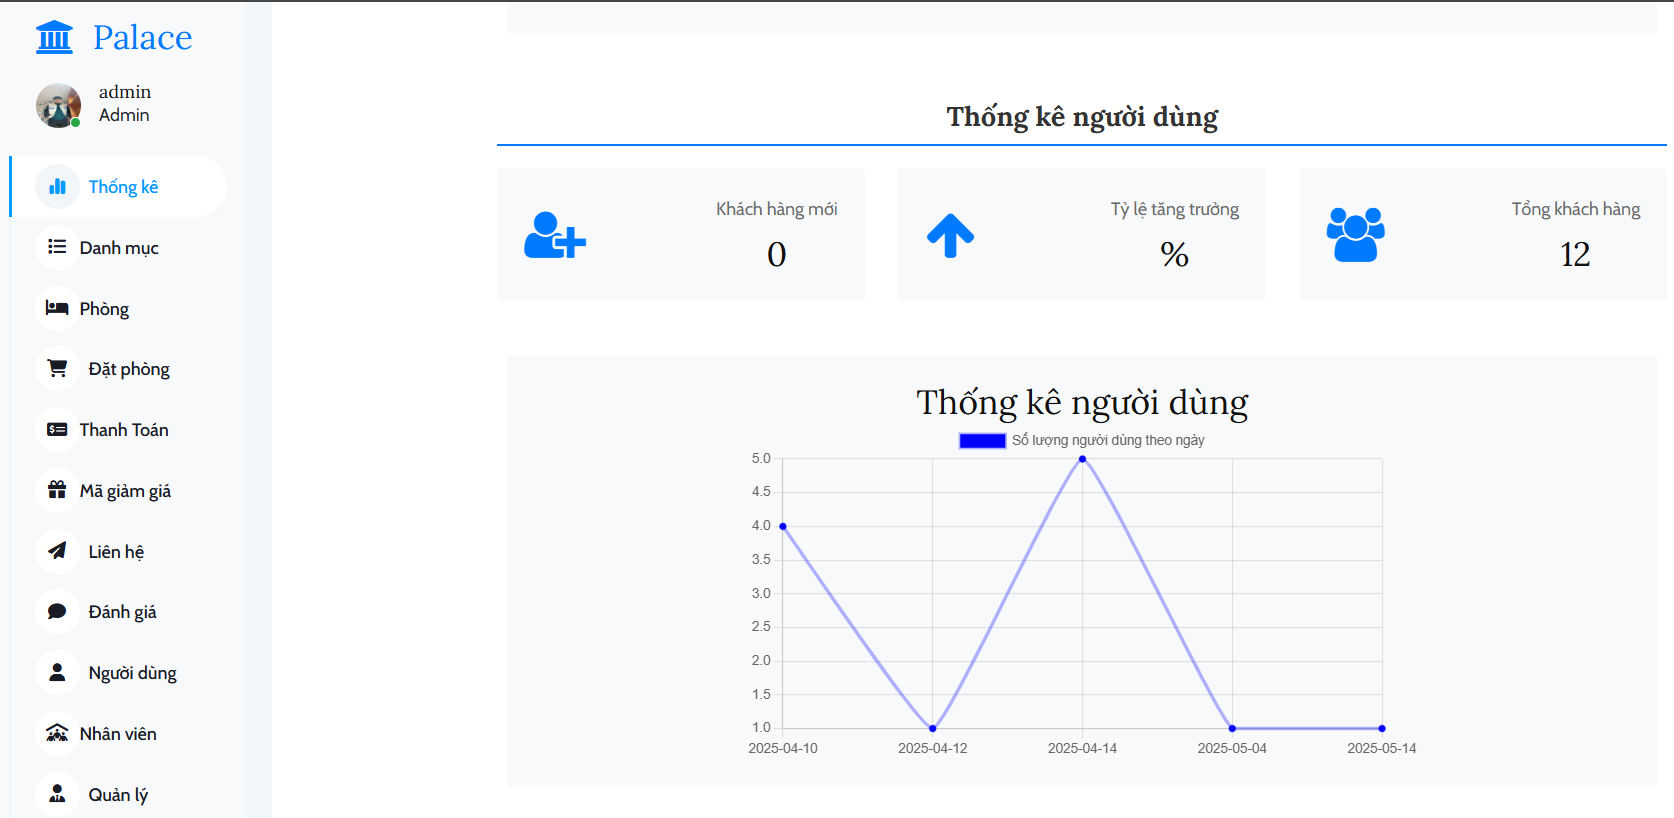 Palace
admin
Admin
Thống kê
Danh mục
Phòng
Đặt phòng
Thanh Toán
Mã giảm giá
Liên hệ
Đánh giá
Người dùng
Nhân viên
Quản lý
Thống kê người dùng
Khách hàng mới
0
Tỷ lệ tăng trưởng
%
Tổng khách hàng
12
Thống kê người dùng
Số lượng người dùng theo ngày
5.0
4.5
4.0
3.5
3.0
2.5
2.0
1.5
1.0
2025-04-10 2025-04-12 2025-04-14 2025-05-04 2025-05-14